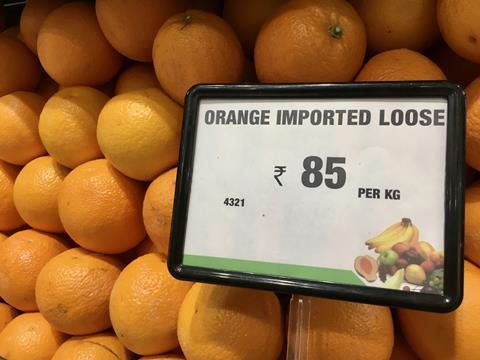 ORANGE IMPORTED LOOSE
₹ 85
PER KG
4321